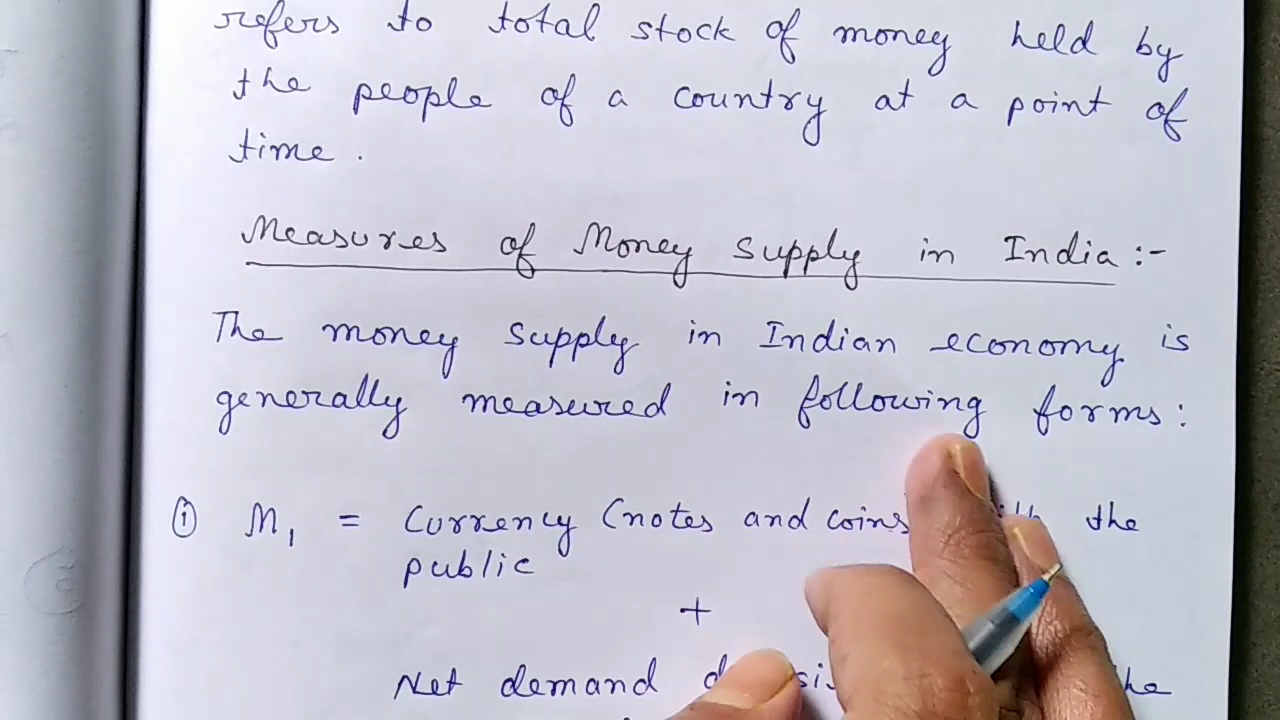 refers to total stock of money held by
the people of a country at a point of
time.
Measures of Money Supply in India :-
The money supply in Indian economy is
generally measured in following forms:
① M₁ = Currency (notes and coins the
public
+
Net demand